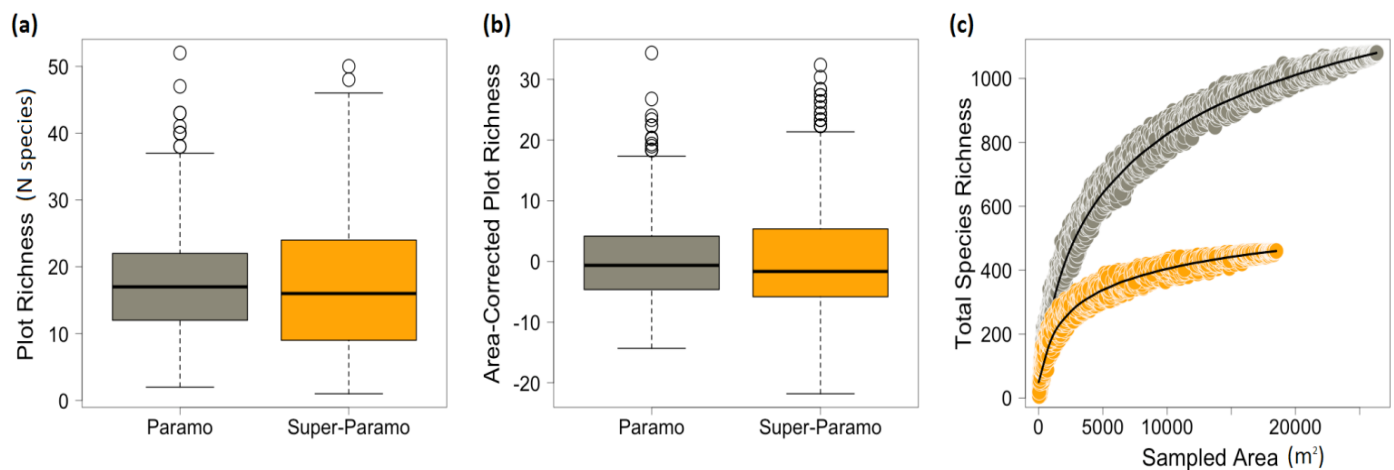 (a)
Plot Richness (N species)
50
40
30
20
10
0
Paramo Super-Paramo
(b)
Area-Corrected Plot Richness
30
20
10
0
-10
-20
Paramo Super-Paramo
(c)
Total Species Richness
1000
800
600
400
200
0
0 5000 10000 20000
Sampled Area (m²)